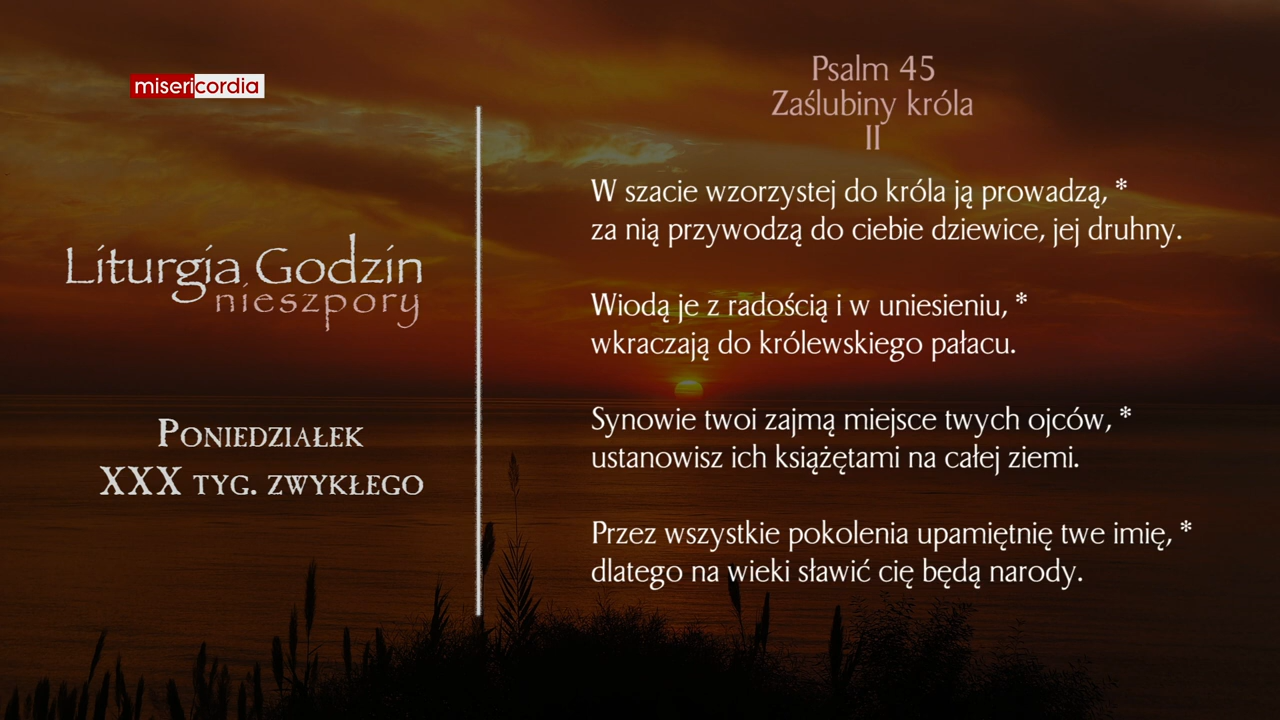 misericordia
Liturgia Godzin
nieszpory
Poniedziałek
XXX tyg. zwykłego
Psalm 45
Zaślubiny króla
II
W szacie wzorzystej do króla ją prowadzą, *
za nią przywodzą do ciebie dziewice, jej druhny.
Wiodą je z radością i w uniesieniu, *
wkraczają do królewskiego pałacu.
Synowie twoi zajmą miejsce twych ojców, *
ustanowisz ich książętami na całej ziemi.
Przez wszystkie pokolenia upamiętnię twe imię, *
dlatego na wieki sławić cię będą narody.